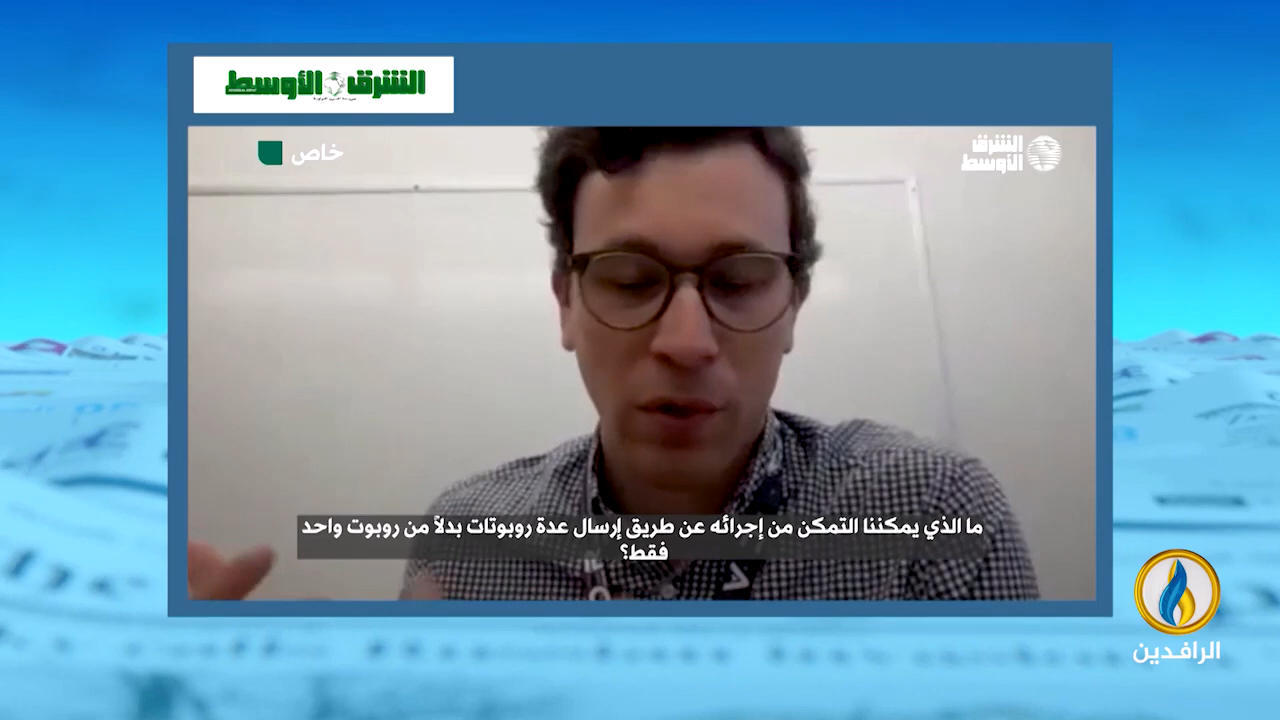 الشرق الأوسط
خاص
الشرق
الأوسط
ما الذي يمكننا التمكن من إجرائه عن طريق إرسال عدة روبوتات بدلاً من روبوت واحد
فقط؟
الرافدين